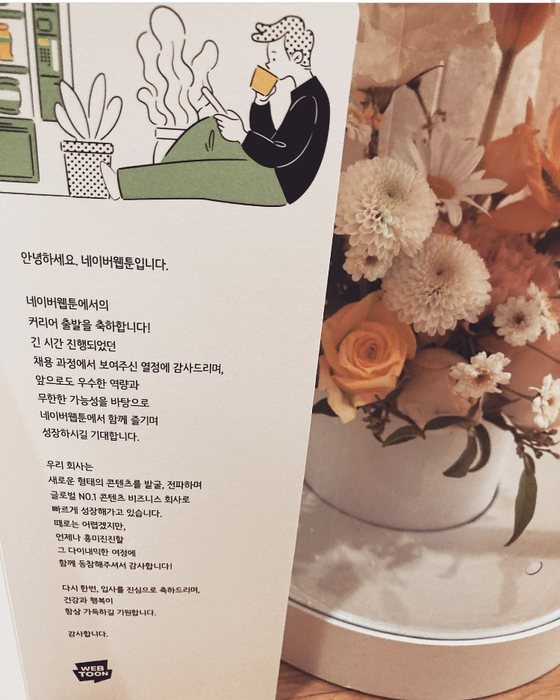 안녕하세요. 네이버웹툰입니다.
네이버웹툰에서의
커리어 출발을 축하합니다!
긴 시간 진행되었던
채용 과정에서 보여주신 열정에 감사드리며,
앞으로도 우수한 역량과
무한한 가능성을 바탕으로
네이버웹툰에서 함께 즐기며
성장하시길 기대합니다.
우리 회사는
새로운 형태의 콘텐츠를 발굴, 전파하며
글로벌 NO.1 콘텐츠 비즈니스 회사로
빠르게 성장해가고 있습니다.
때로는 어렵겠지만,
언제나 흥미진진할
그 다이내믹한 여정에
함께 동참해주셔서 감사합니다!
다시 한번, 입사를 진심으로 축하드리며,
건강과 행복이
항상 가득하길 기원합니다.
감사합니다.
WEB
TOON